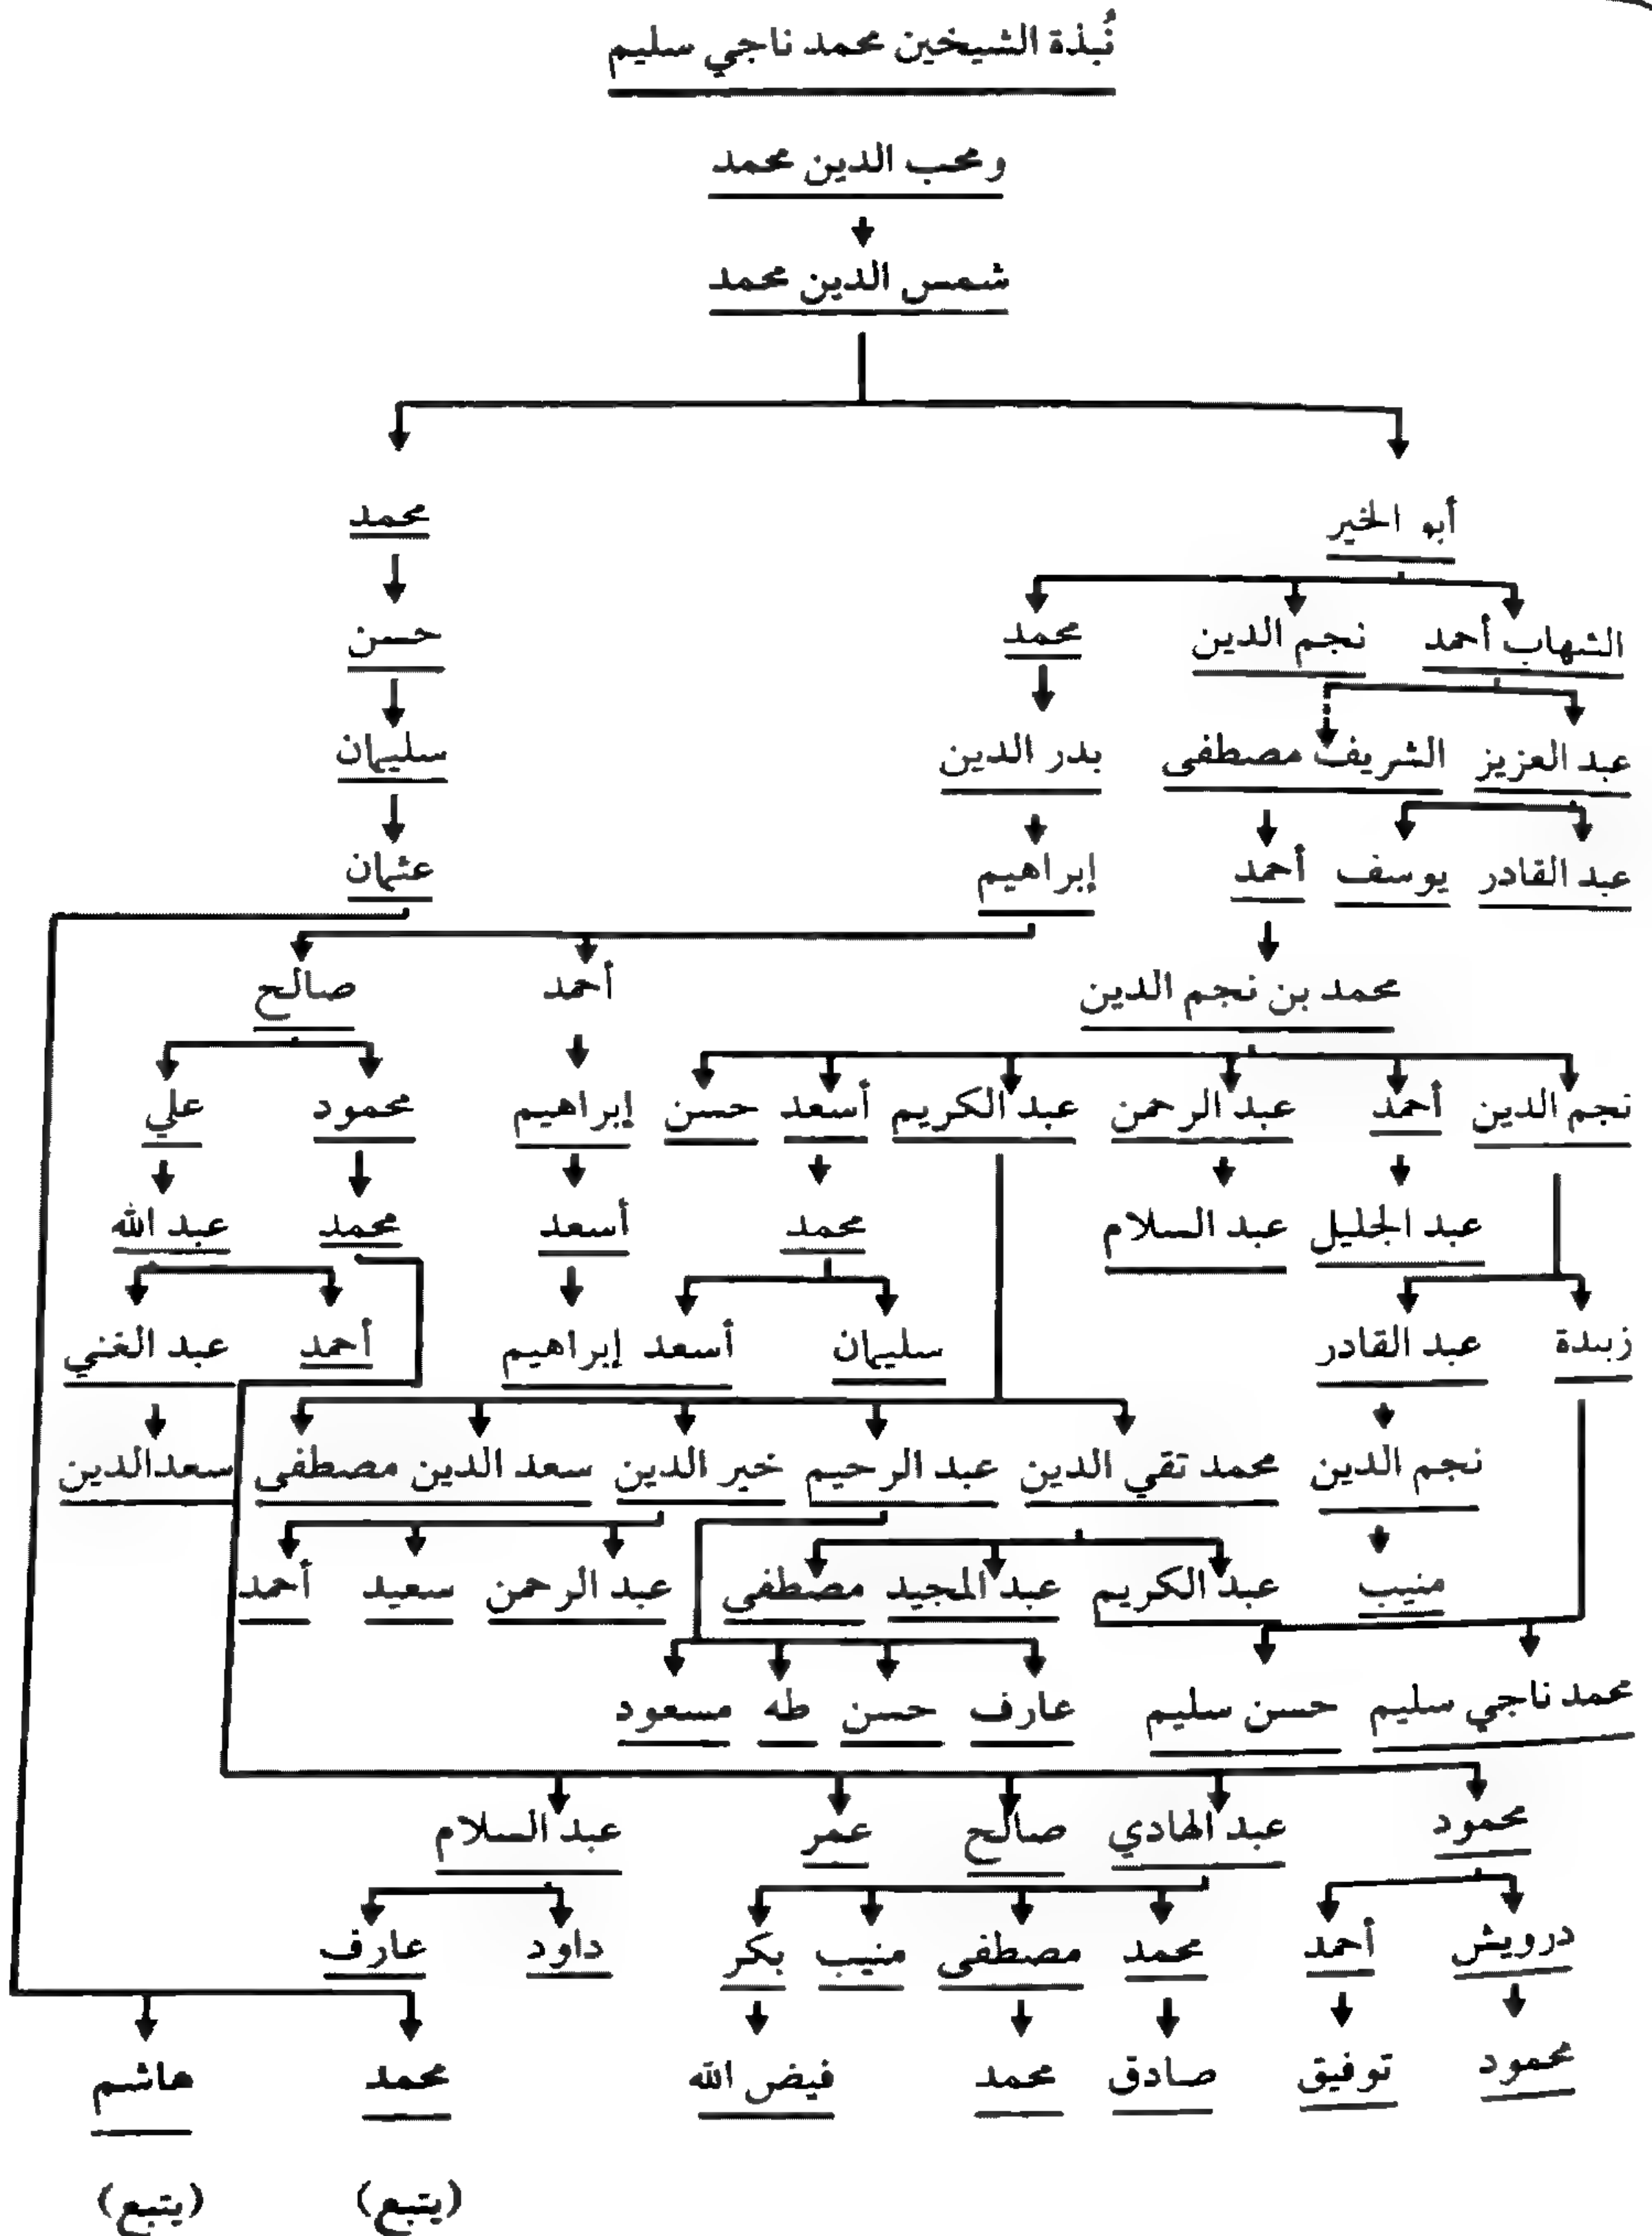 نُبذة الشيخين محمد ناجي سليم
ومحب الدين محمد
شمس الدين محمد
أبو الخير محمد
الشهاب أحمد نجم الدين محمد حسن
عبد العزيز الشريف مصطفى بدر الدين سليمان
عبد القادر يوسف أحمد إبراهيم عثمان
محمد بن نجم الدين أحمد صالح
نجم الدين أحمد عبد الرحمن عبد الكريم أسعد حسن إبراهيم محمود علي
عبد الجليل عبد السلام محمد أسعد محمد عبد الله
زبدة عبد القادر سليمان أسعد إبراهيم أحمد عبد الغني
نجم الدين محمد تقي الدين عبد الرحيم خير الدين سعد الدين مصطفى سعدالدين
منيب عبد الكريم عبد المجيد مصطفى عبد الرحمن سعيد أحمد
محمد ناجي سليم حسن سليم عارف حسن طه مسعود
محمود عبد الهادي صالح عمر عبد السلام
درويش أحمد محمد مصطفى منيب بكر داود عارف
محمود توفيق صادق محمد فيض الله محمد هاشم
(يتبع) (يتبع)